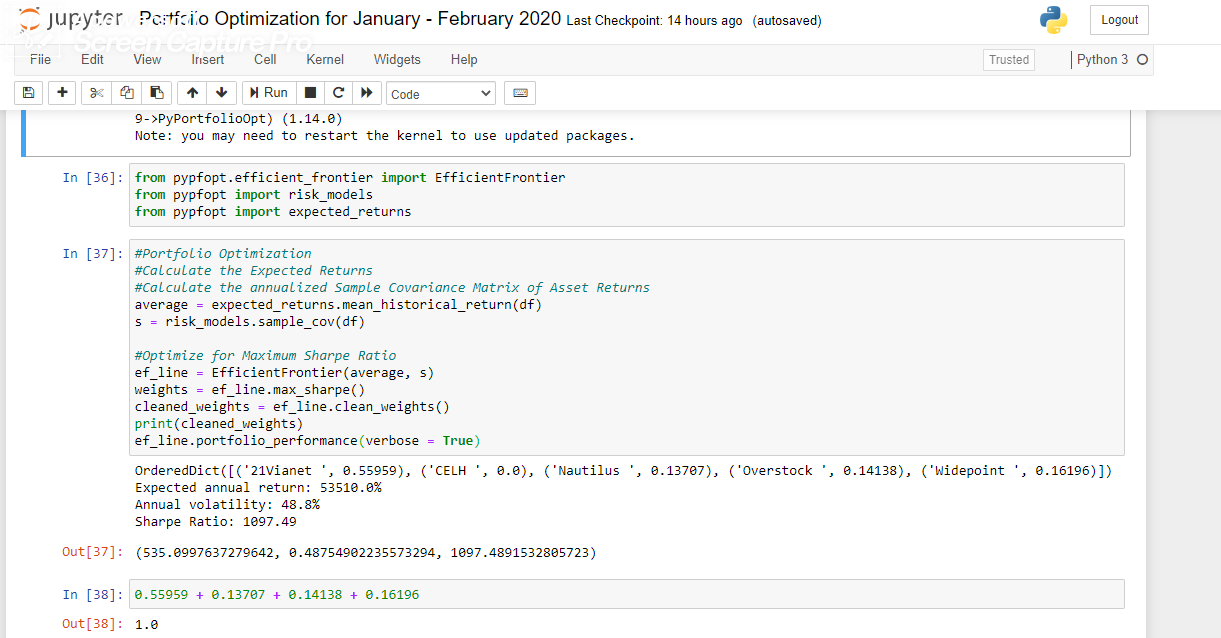 jupyter Portfolio Optimization for January - February 2020 Last Checkpoint: 14 hours ago (autosaved)
Logout
Screen Capture Pro
File Edit View Insert Cell Kernel Widgets Help
Trusted
Python 3
Run
Code
9->PyPortfolioOpt) (1.14.0)
Note: you may need to restart the kernel to use updated packages.
In [36]:
from pypfopt.efficient_frontier import EfficientFrontier
from pypfopt import risk_models
from pypfopt import expected_returns
In [37]:
#Portfolio Optimization
#Calculate the Expected Returns
#Calculate the annualized Sample Covariance Matrix of Asset Returns
average = expected_returns.mean_historical_return(df)
s = risk_models.sample_cov(df)
#Optimize for Maximum Sharpe Ratio
ef_line = EfficientFrontier(average, s)
weights = ef_line.max_sharpe()
cleaned_weights = ef_line.clean_weights()
print(cleaned_weights)
ef_line.portfolio_performance(verbose = True)
OrderedDict([('21Vianet ', 0.55959), ('CELH ', 0.0), ('Nautilus ', 0.13707), ('Overstock ', 0.14138), ('Widepoint ', 0.16196)])
Expected annual return: 53510.0%
Annual volatility: 48.8%
Sharpe Ratio: 1097.49
Out[37]: (535.0997637279642, 0.48754902235573294, 1097.4891532805723)
In [38]: 0.55959 + 0.13707 + 0.14138 + 0.16196
Out[38]: 1.0